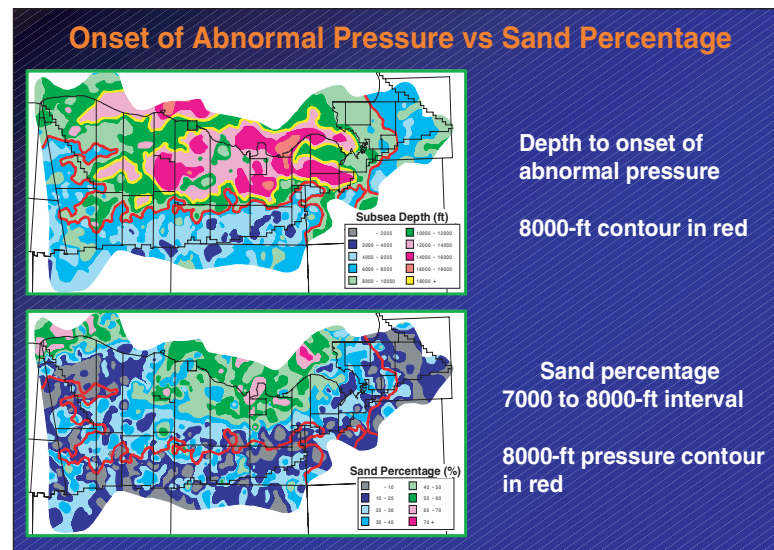 Onset of Abnormal Pressure vs Sand Percentage
Depth to onset of
abnormal pressure
8000-ft contour in red
Subsea Depth (ft)
- 2000
2000 - 4000
4000 - 6000
6000 - 8000
8000 - 10000
10000 - 12000
12000 - 14000
14000 - 16000
16000 - 18000
18000 +
Sand percentage
7000 to 8000-ft interval
8000-ft pressure contour
in red
Sand Percentage (%)
- 10
10 - 20
20 - 30
30 - 40
40 - 50
50 - 60
60 - 70
70 +